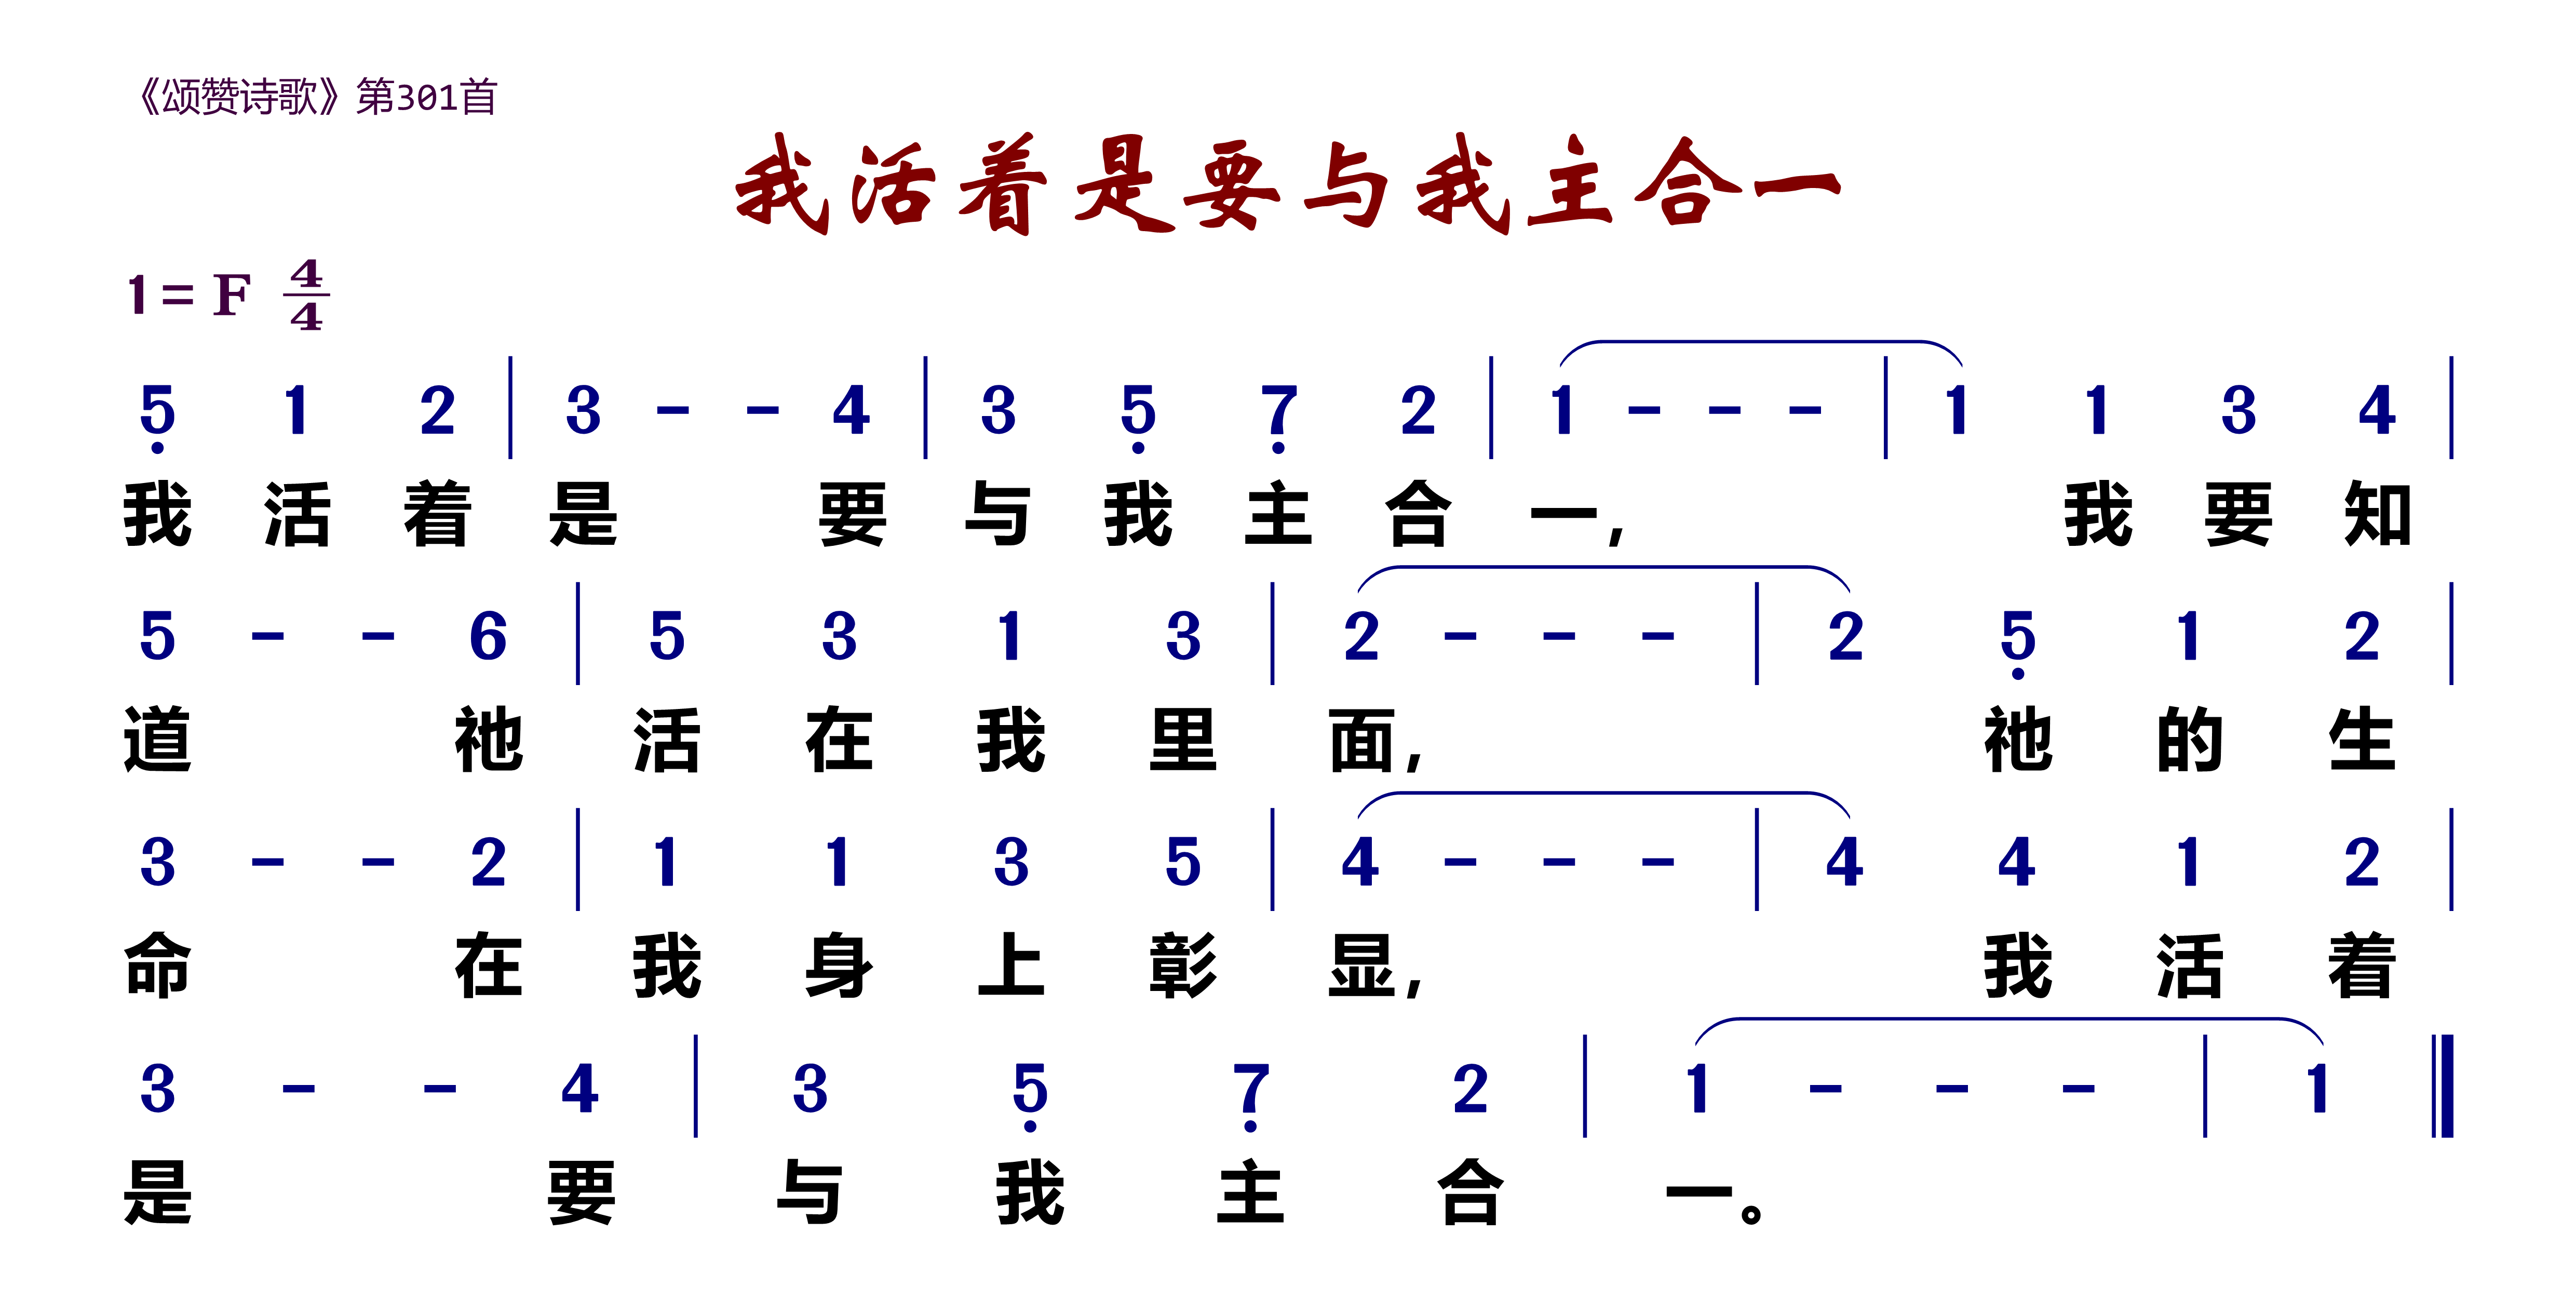 《颂赞诗歌》第301首
我活着是要与我主合一
1= F 4/4
5̣ 1 2 | 3 - - 4 | 3 5̣ 7̣ 2 | 1 - - - | 1 1 3 4 |
我 活 着 是 要 与 我 主 合 一, 我 要 知
5 - - 6 | 5 3 1 3 | 2 - - - | 2 5̣ 1 2 |
道 祂 活 在 我 里 面, 祂 的 生
3 - - 2 | 1 1 3 5 | 4 - - - | 4 4 1 2 |
命 在 我 身 上 彰 显, 我 活 着
3 - - 4 | 3 5̣ 7̣ 2 | 1 - - - | 1 ‖
是 要 与 我 主 合 一。